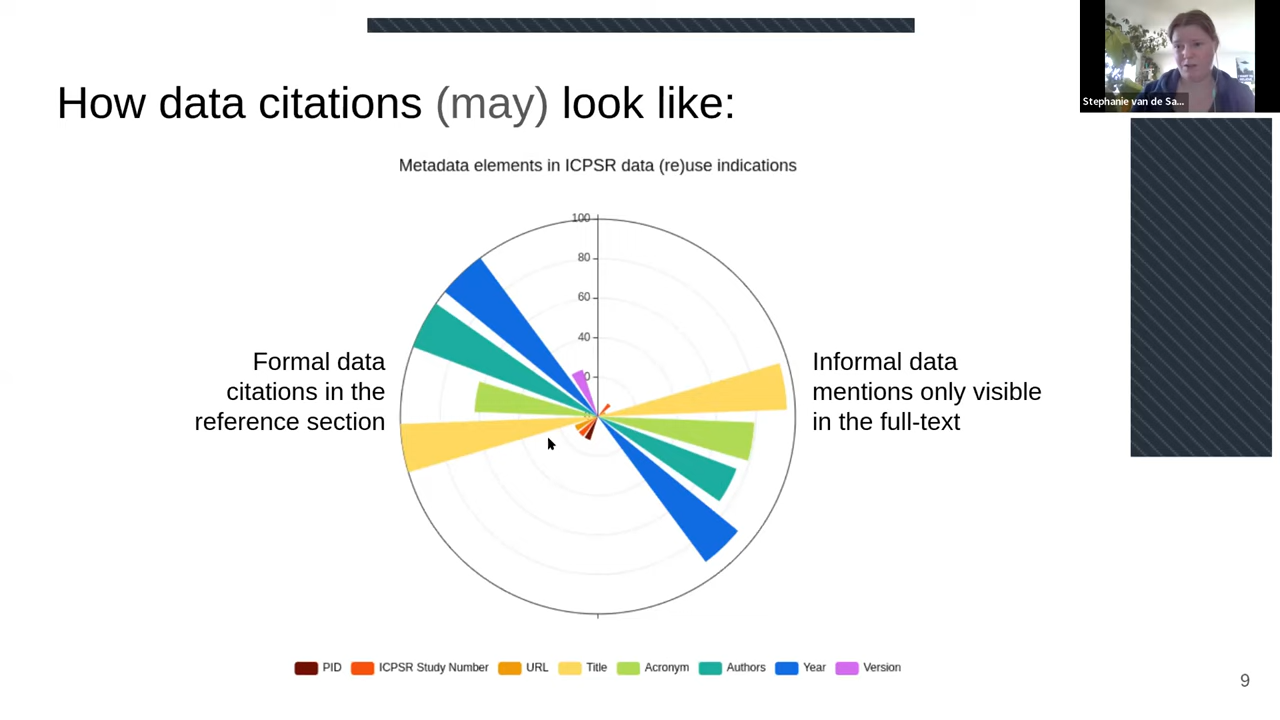 Stephanie van de Sa...
How data citations (may) look like:
Metadata elements in ICPSR data (re)use indications
100
80
60
40
0
Formal data
citations in the
reference section
Informal data
mentions only visible
in the full-text
PID
ICPSR Study Number
URL
Title
Acronym
Authors
Year
Version
9